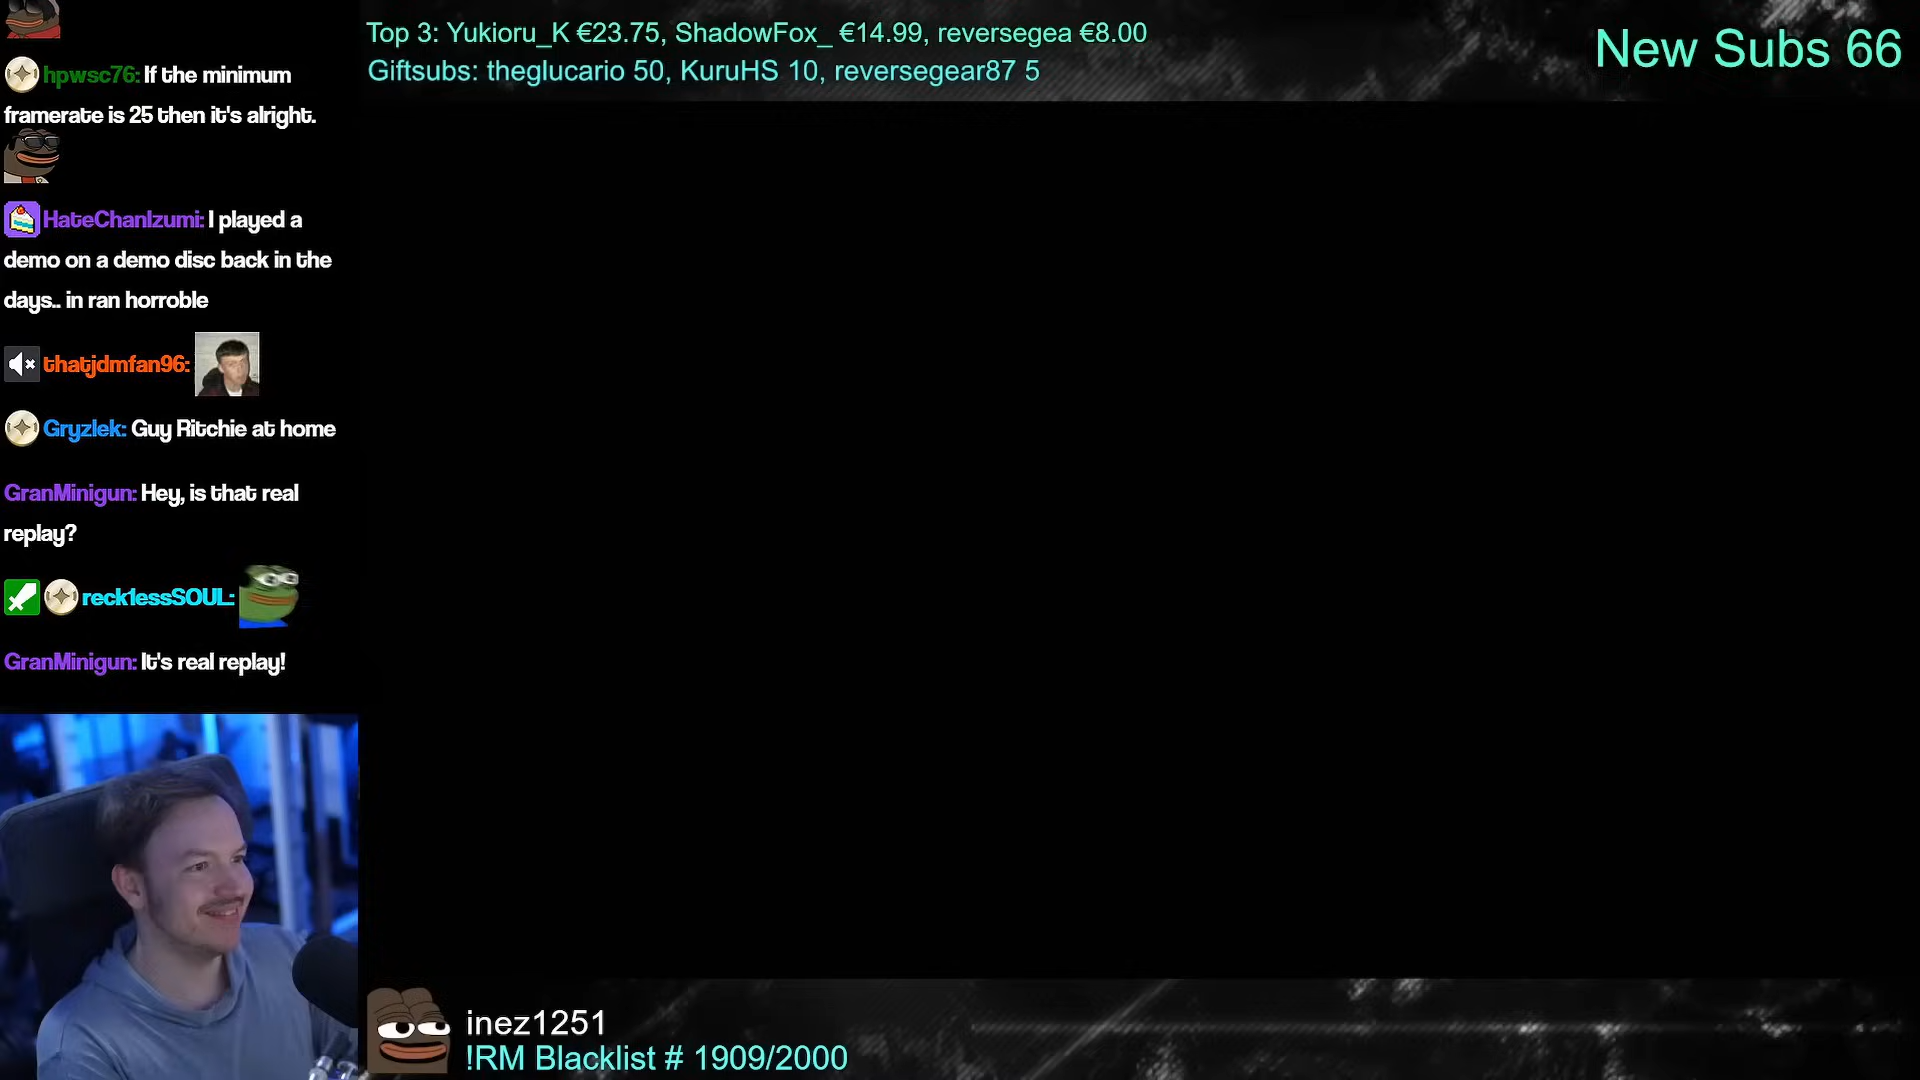 Top 3: Yukioru_K €23.75, ShadowFox_ €14.99, reversegea €8.00
Giftsubs: theglucario 50, KuruHS 10, reversegear87 5
New Subs 66
hpwsc76: If the minimum
framerate is 25 then it's alright.
HateChanIzumi: I played a
demo on a demo disc back in the
days.. in ran horroble
thatjdmfan96:
Gryzlek: Guy Ritchie at home
GranMinigun: Hey, is that real
replay?
reck1essSOUL:
GranMinigun: It's real replay!
inez1251
!RM Blacklist # 1909/2000